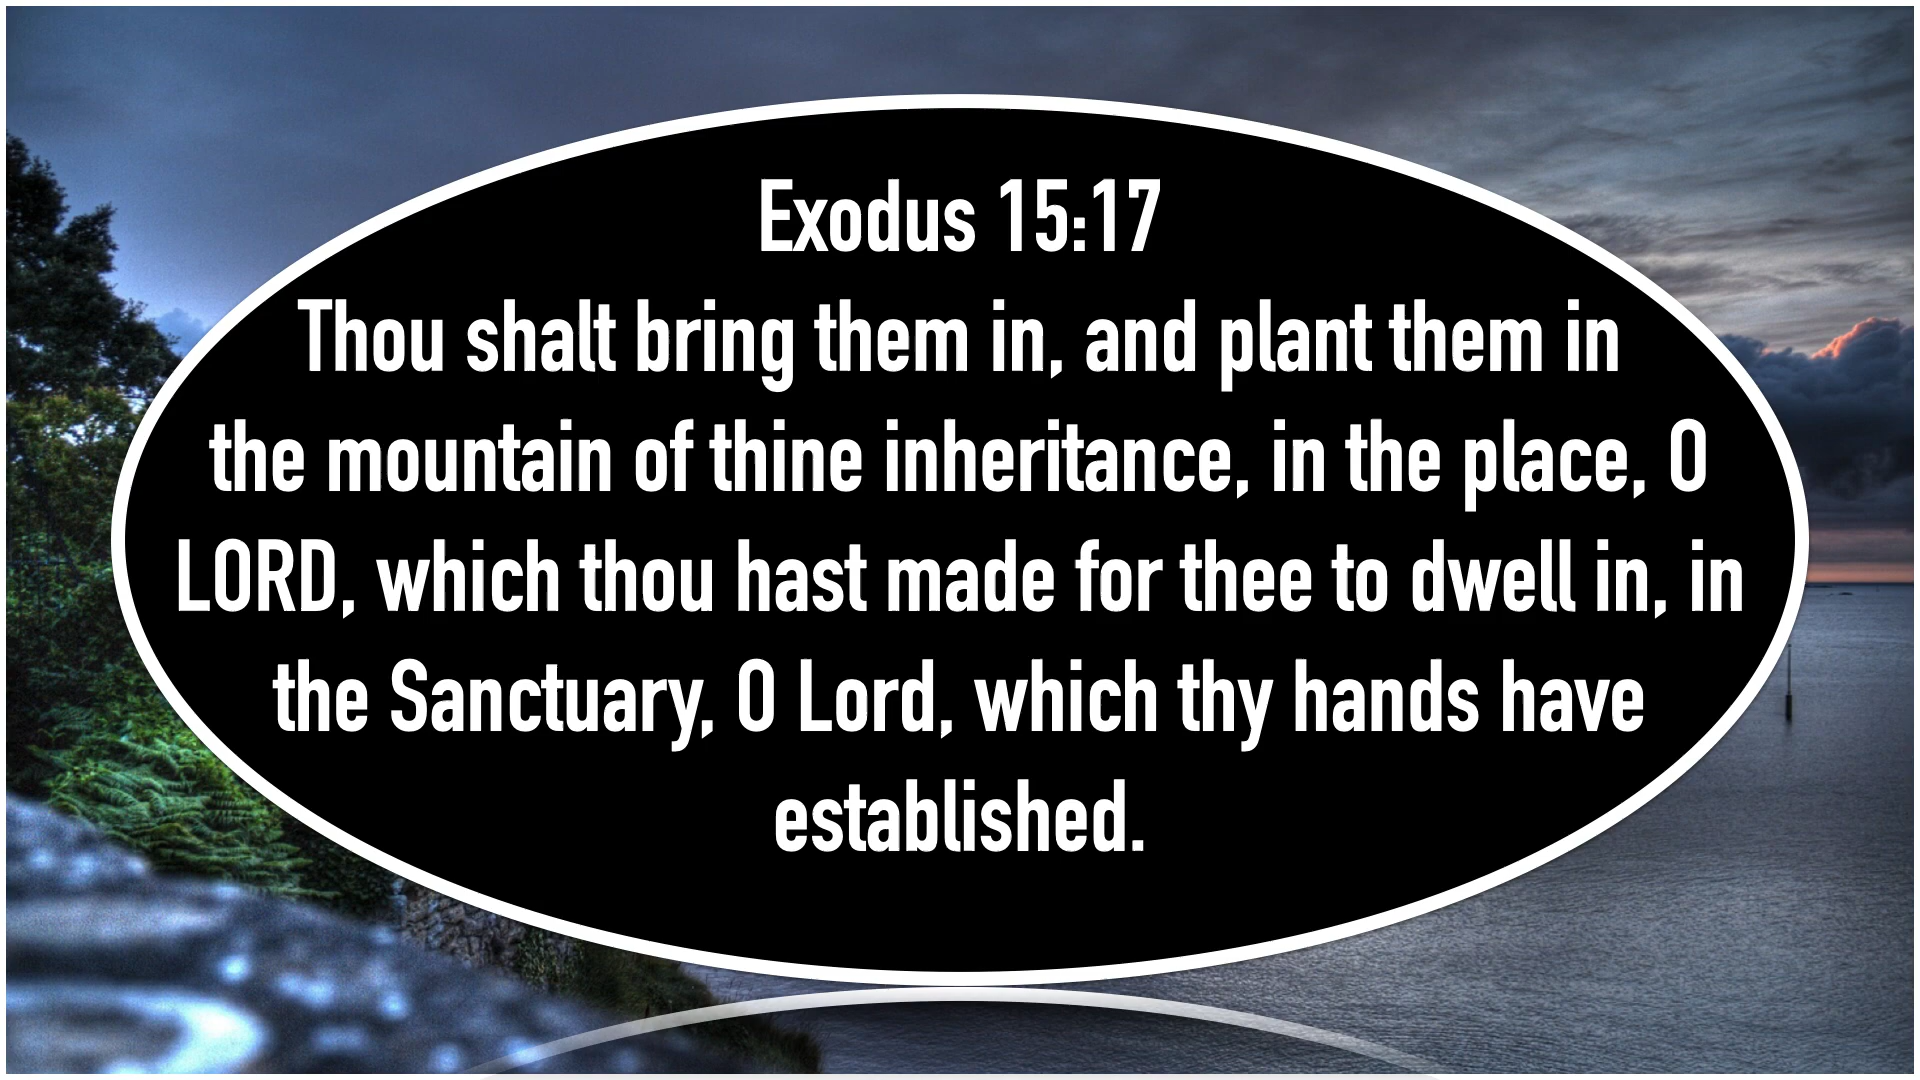 Exodus 15:17
Thou shalt bring them in, and plant them in
the mountain of thine inheritance, in the place, O
LORD, which thou hast made for thee to dwell in, in
the Sanctuary, O Lord, which thy hands have
established.